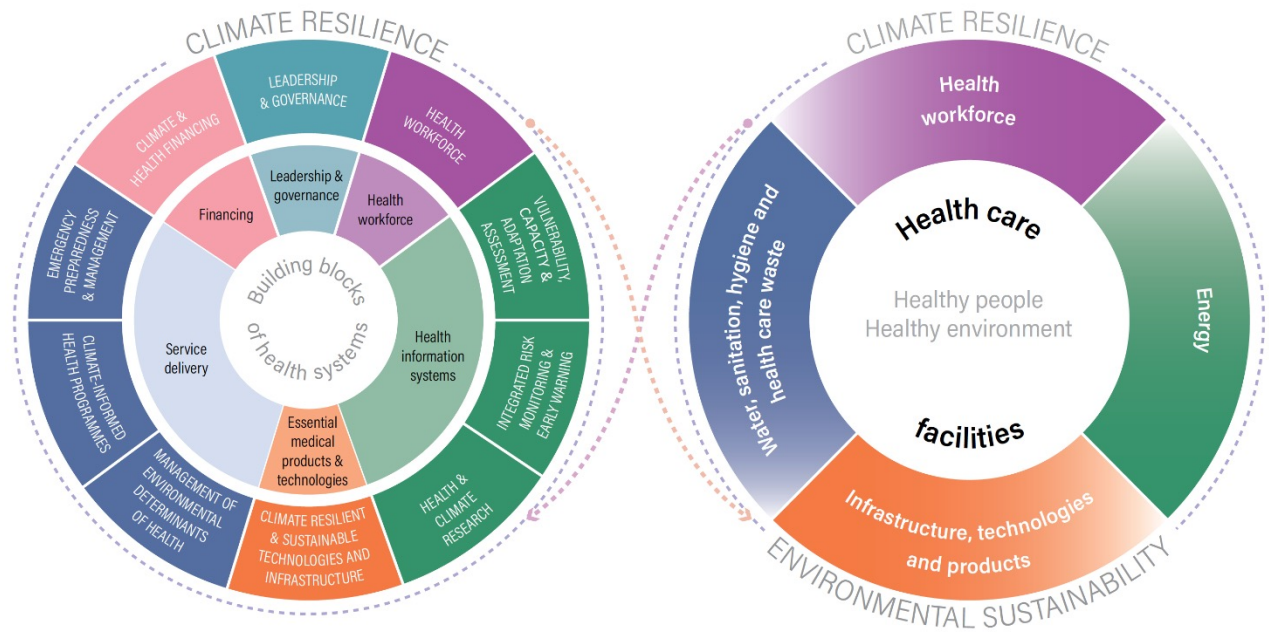 CLIMATE RESILIENCE
LEADERSHIP
& GOVERNANCE
HEALTH
WORKFORCE
VULNERABILITY,
CAPACITY &
ADAPTATION
ASSESSMENT
INTEGRATED RISK
MONITORING &
EARLY WARNING
HEALTH &
CLIMATE
RESEARCH
CLIMATE RESILIENT
& SUSTAINABLE
TECHNOLOGIES AND
INFRASTRUCTURE
MANAGEMENT OF
ENVIRONMENTAL
DETERMINANTS
OF HEALTH
CLIMATE-INFORMED
HEALTH PROGRAMMES
EMERGENCY
PREPAREDNESS
& MANAGEMENT
CLIMATE &
HEALTH FINANCING
Leadership &
governance
Health
workforce
Health
information
systems
Essential
medical
products &
technologies
Service
delivery
Financing
Building blocks
of health systems
CLIMATE RESILIENCE
Health
workforce
Energy
Infrastructure, technologies
and products
Water, sanitation, hygiene and
health care waste
Health care
Healthy people
Healthy environment
facilities
ENVIRONMENTAL SUSTAINABILITY